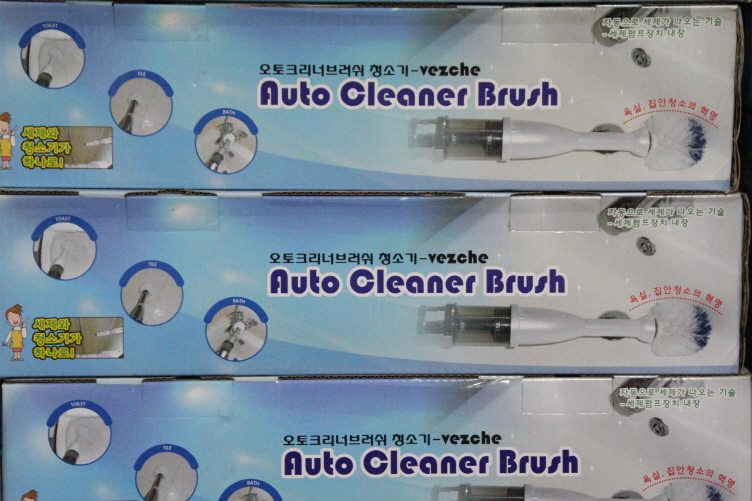 TOILET
TILE
BATH
세제와
청소기가
하나로!
오토크리너브러쉬 청소기-vezche
Auto Cleaner Brush
자동으로 세제가 나오는 기술
- 세제펌프장치 내장
욕실, 집안청소의 혁명
TOILET
TILE
BATH
세제와
청소기가
하나로!
오토크리너브러쉬 청소기-vezche
Auto Cleaner Brush
자동으로 세제가 나오는 기술
- 세제펌프장치 내장
욕실, 집안청소의 혁명
TOILET
TILE
BATH
오토크리너브러쉬 청소기-vezche
Auto Cleaner Brush
자동으로 세제가 나오는 기술
- 세제펌프장치 내장
욕실, 집안청소의 혁명